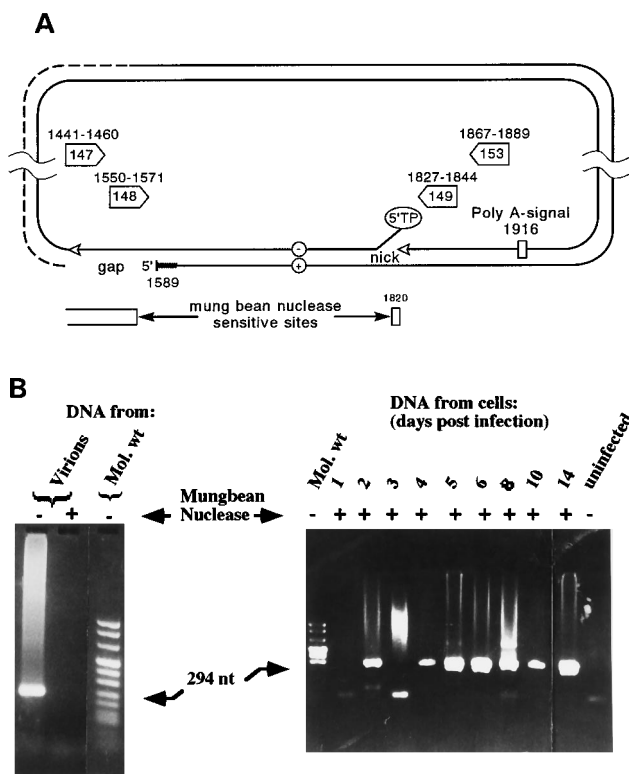 A
1441-1460
147
1550-1571
148
1867-1889
153
1827-1844
149
5'TP
Poly A-signal
1916
-
+
nick
gap
5'
1589
mung bean nuclease
sensitive sites
1820
B
DNA from:
Virions
Mol. wt
- + -
Mungbean
Nuclease
294 nt
DNA from cells:
(days post infection)
Mol. wt 1 2 3 4 5 6 8 10 14 uninfected
- + + + + + + + + + -